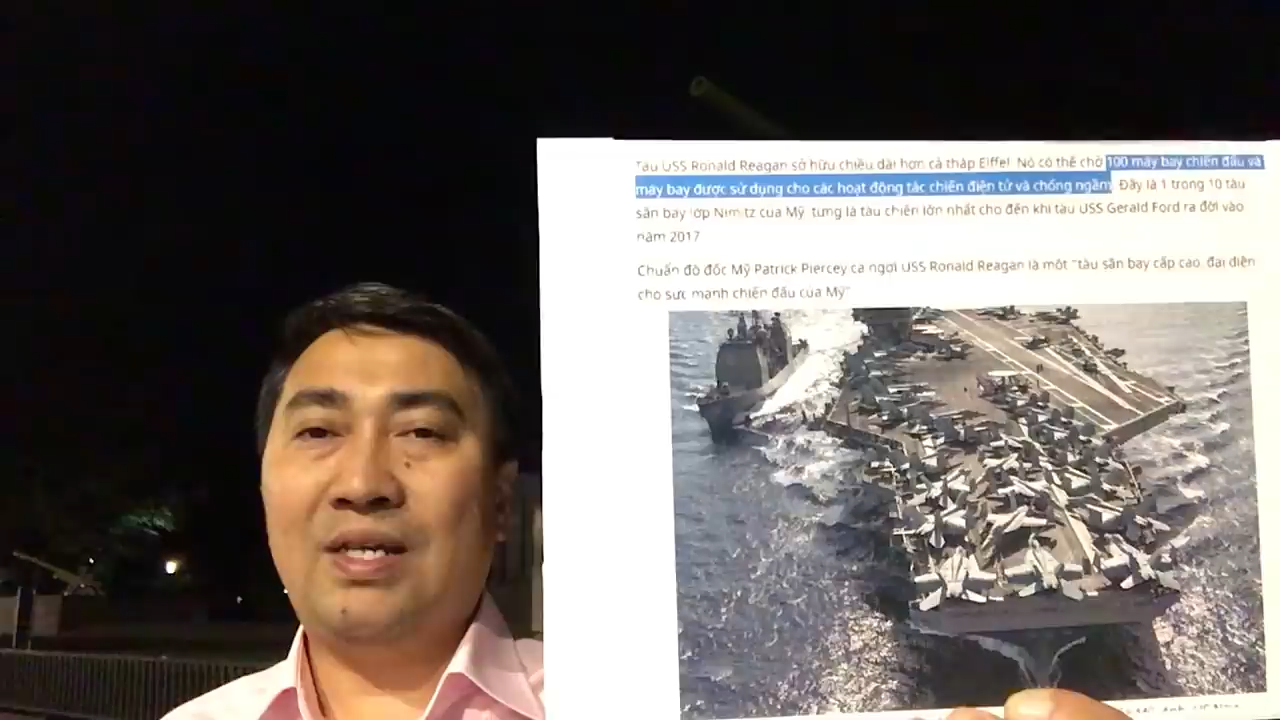 Tàu USS Ronald Reagan sở hữu chiều dài hơn cả tháp Eiffel. Nó có thể chở 100 máy bay chiến đấu và
máy bay được sử dụng cho các hoạt động tác chiến điện tử và chống ngầm. Đây là 1 trong 10 tàu
sân bay lớp Nimitz của Mỹ, từng là tàu chiến lớn nhất cho đến khi tàu USS Gerald Ford ra đời vào
năm 2017.
Chuẩn đô đốc Mỹ Patrick Piercey ca ngợi USS Ronald Reagan là một "tàu sân bay cấp cao, đại diện
cho sức mạnh chiến đấu của Mỹ".